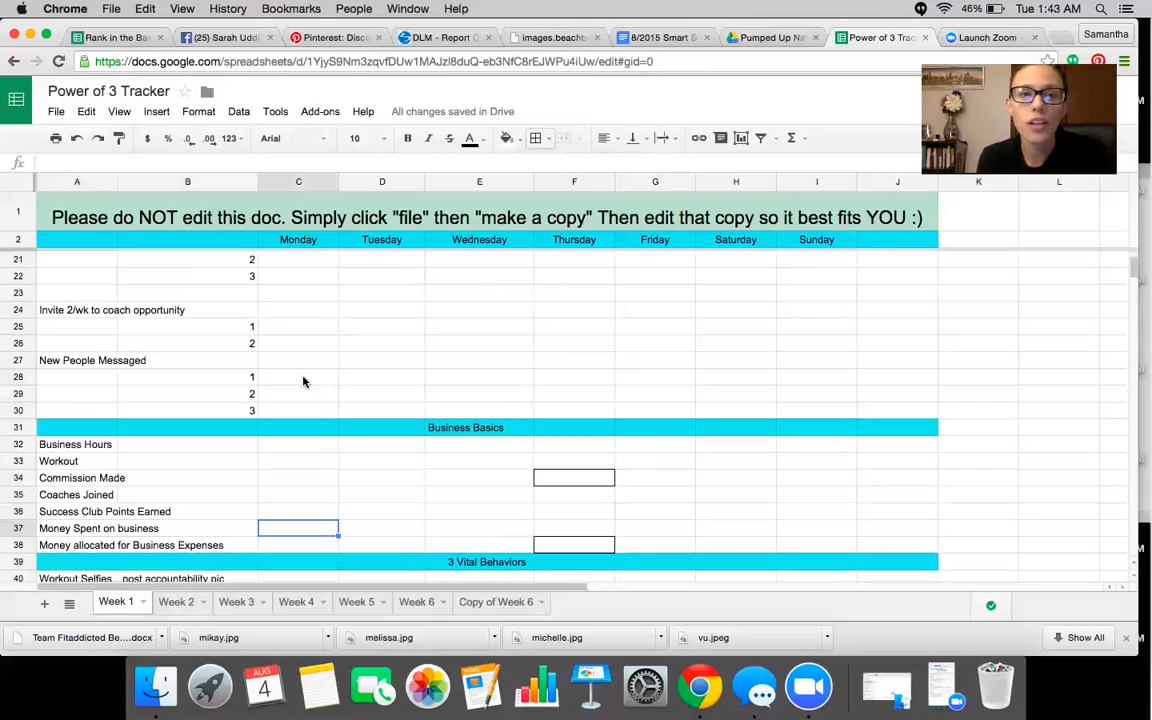 Chrome File Edit View History Bookmarks People Window Help 46% Tue 1:43 AM
Rank in the Ba (25) Sarah Uddi Pinterest: Disco DLM - Report images.beachb 8/2015 Smart S Pumped Up Na Power of 3 Trac Launch Zoom Samantha
https://docs.google.com/spreadsheets/d/1YjyS9Nm3zqvfDUw1MAJzl8duQ-eb3NfC8rEJWPu4iUw/edit#gid=0
Power of 3 Tracker
File Edit View Insert Format Data Tools Add-ons Help All changes saved in Drive
$ % .0 .00 123 Arial 10 B I S A Σ
fx
A B C D E F G H I J K L
1 Please do NOT edit this doc. Simply click "file" then "make a copy" Then edit that copy so it best fits YOU :)
2 Monday Tuesday Wednesday Thursday Friday Saturday Sunday
21 2
22 3
23
24 Invite 2/wk to coach opportunity
25 1
26 2
27 New People Messaged
28 1
29 2
30 3
31 Business Basics
32 Business Hours
33 Workout
34 Commission Made
35 Coaches Joined
36 Success Club Points Earned
37 Money Spent on business
38 Money allocated for Business Expenses
39 3 Vital Behaviors
40 Workout Selfies...post accountability pic
Week 1 Week 2 Week 3 Week 4 Week 5 Week 6 Copy of Week 6
Team Fitaddicted Be....docx mikay.jpg melissa.jpg michelle.jpg vu.jpeg Show All
AUG
4